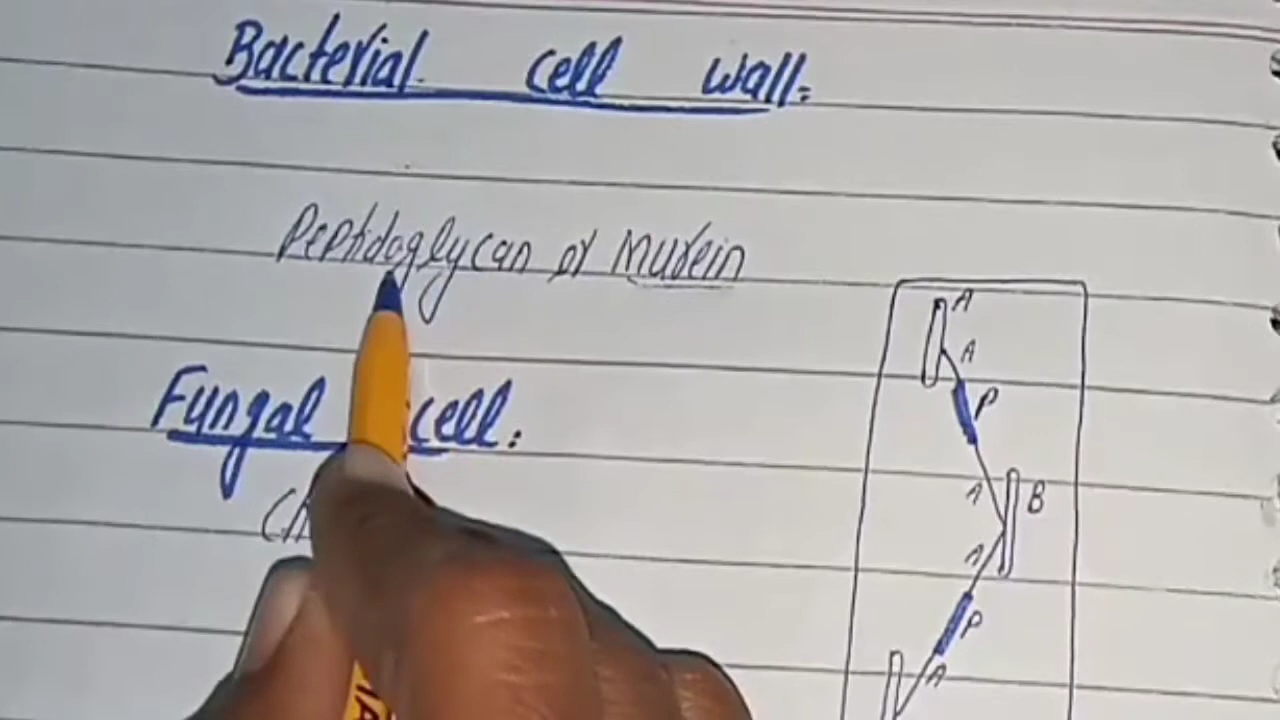 Bacterial cell wall:
Peptidoglycan or Murein
Fungal cell:
A
A
P
A
B
A
P
A